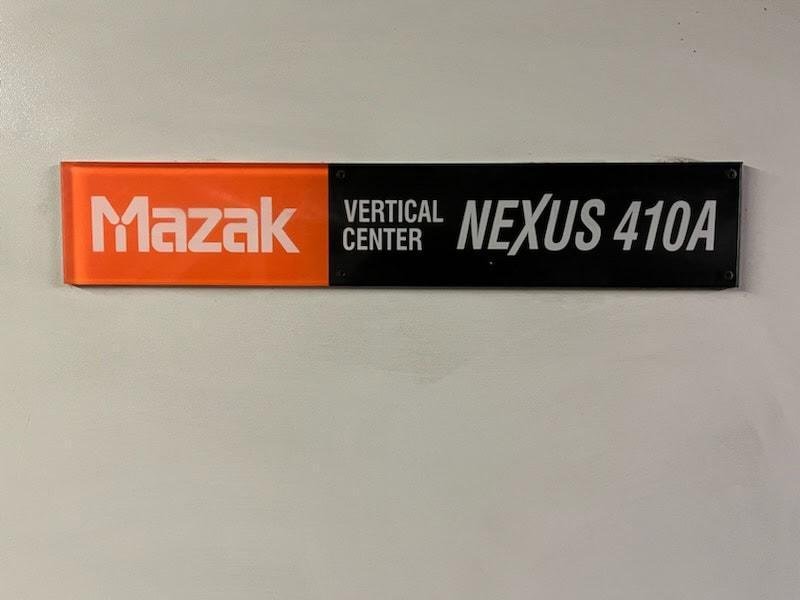 Mazak
VERTICAL
CENTER
NEXUS 410A